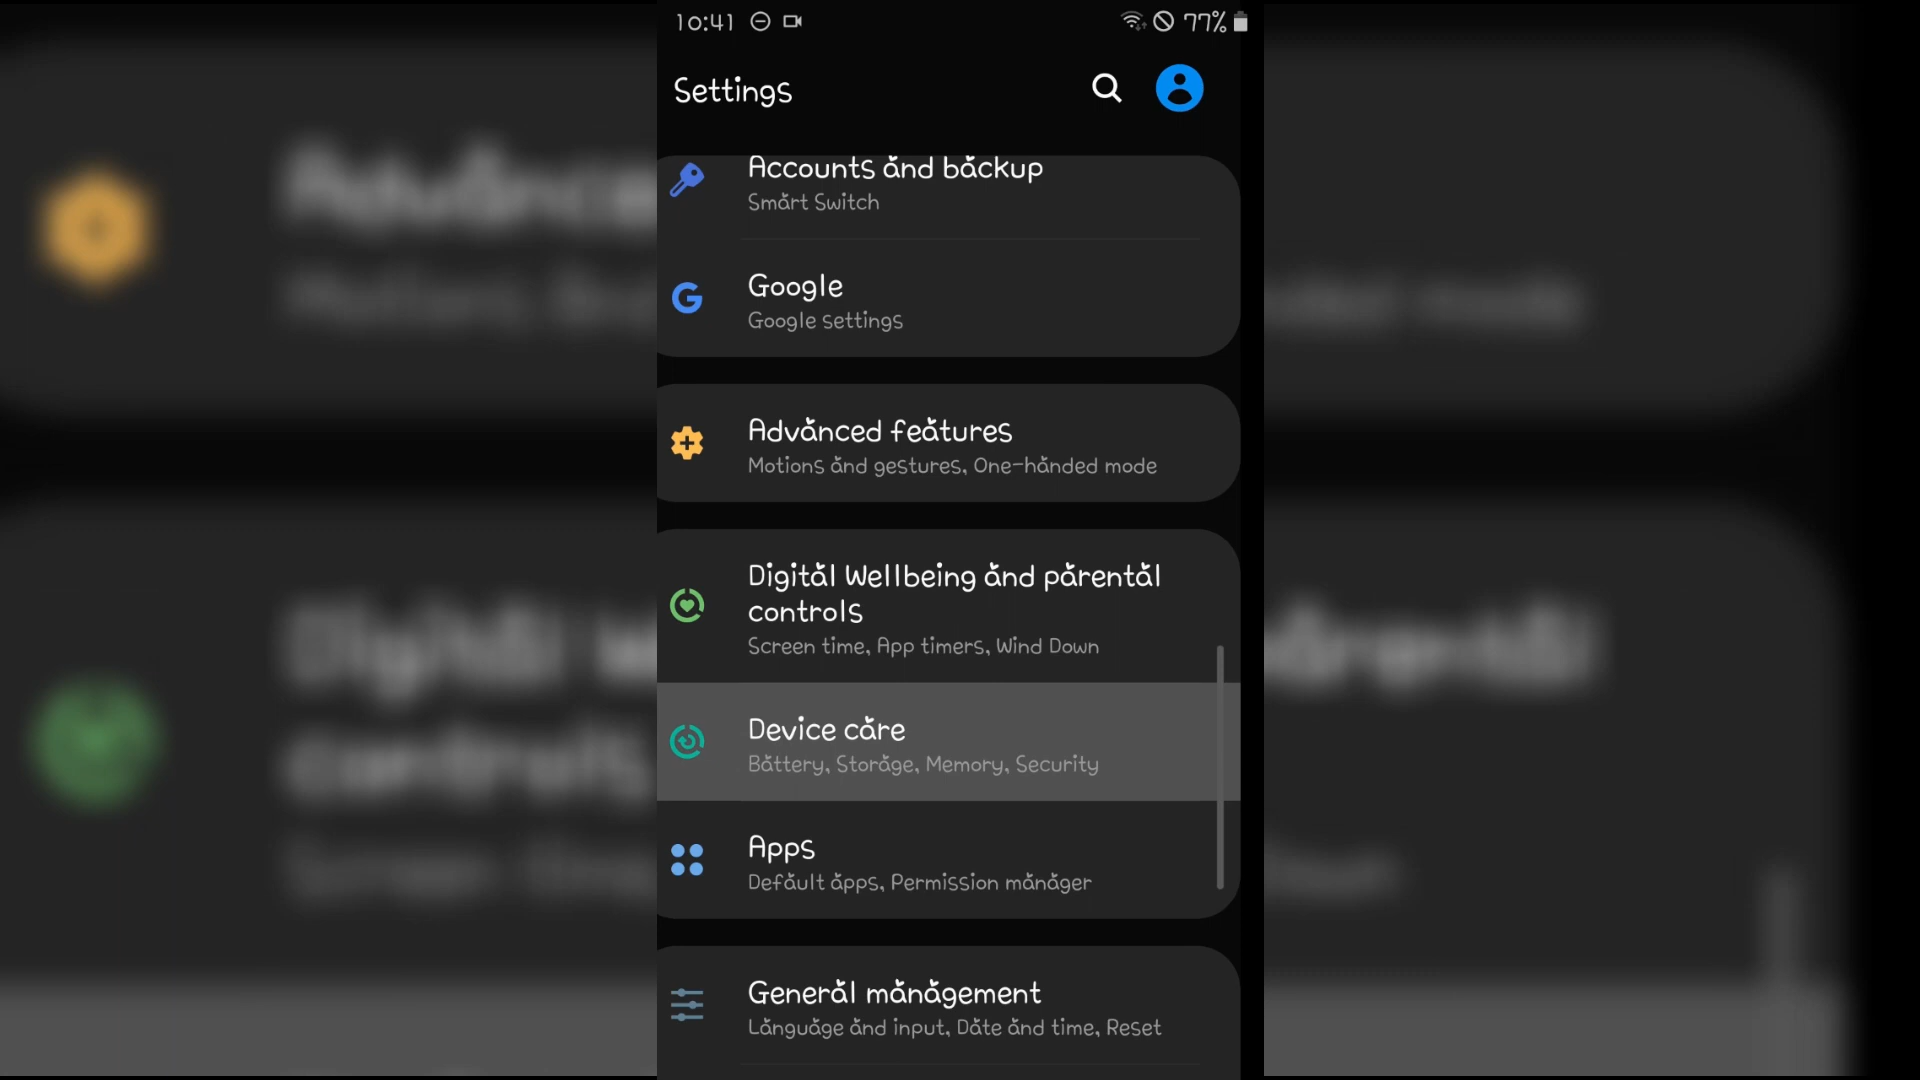 10:41
77%
Settings
Accounts and backup
Smart Switch
Google
Google settings
Advanced features
Motions and gestures, One-handed mode
Digital Wellbeing and parental
controls
Screen time, App timers, Wind Down
Device care
Battery, Storage, Memory, Security
Apps
Default apps, Permission manager
General management
Language and input, Date and time, Reset